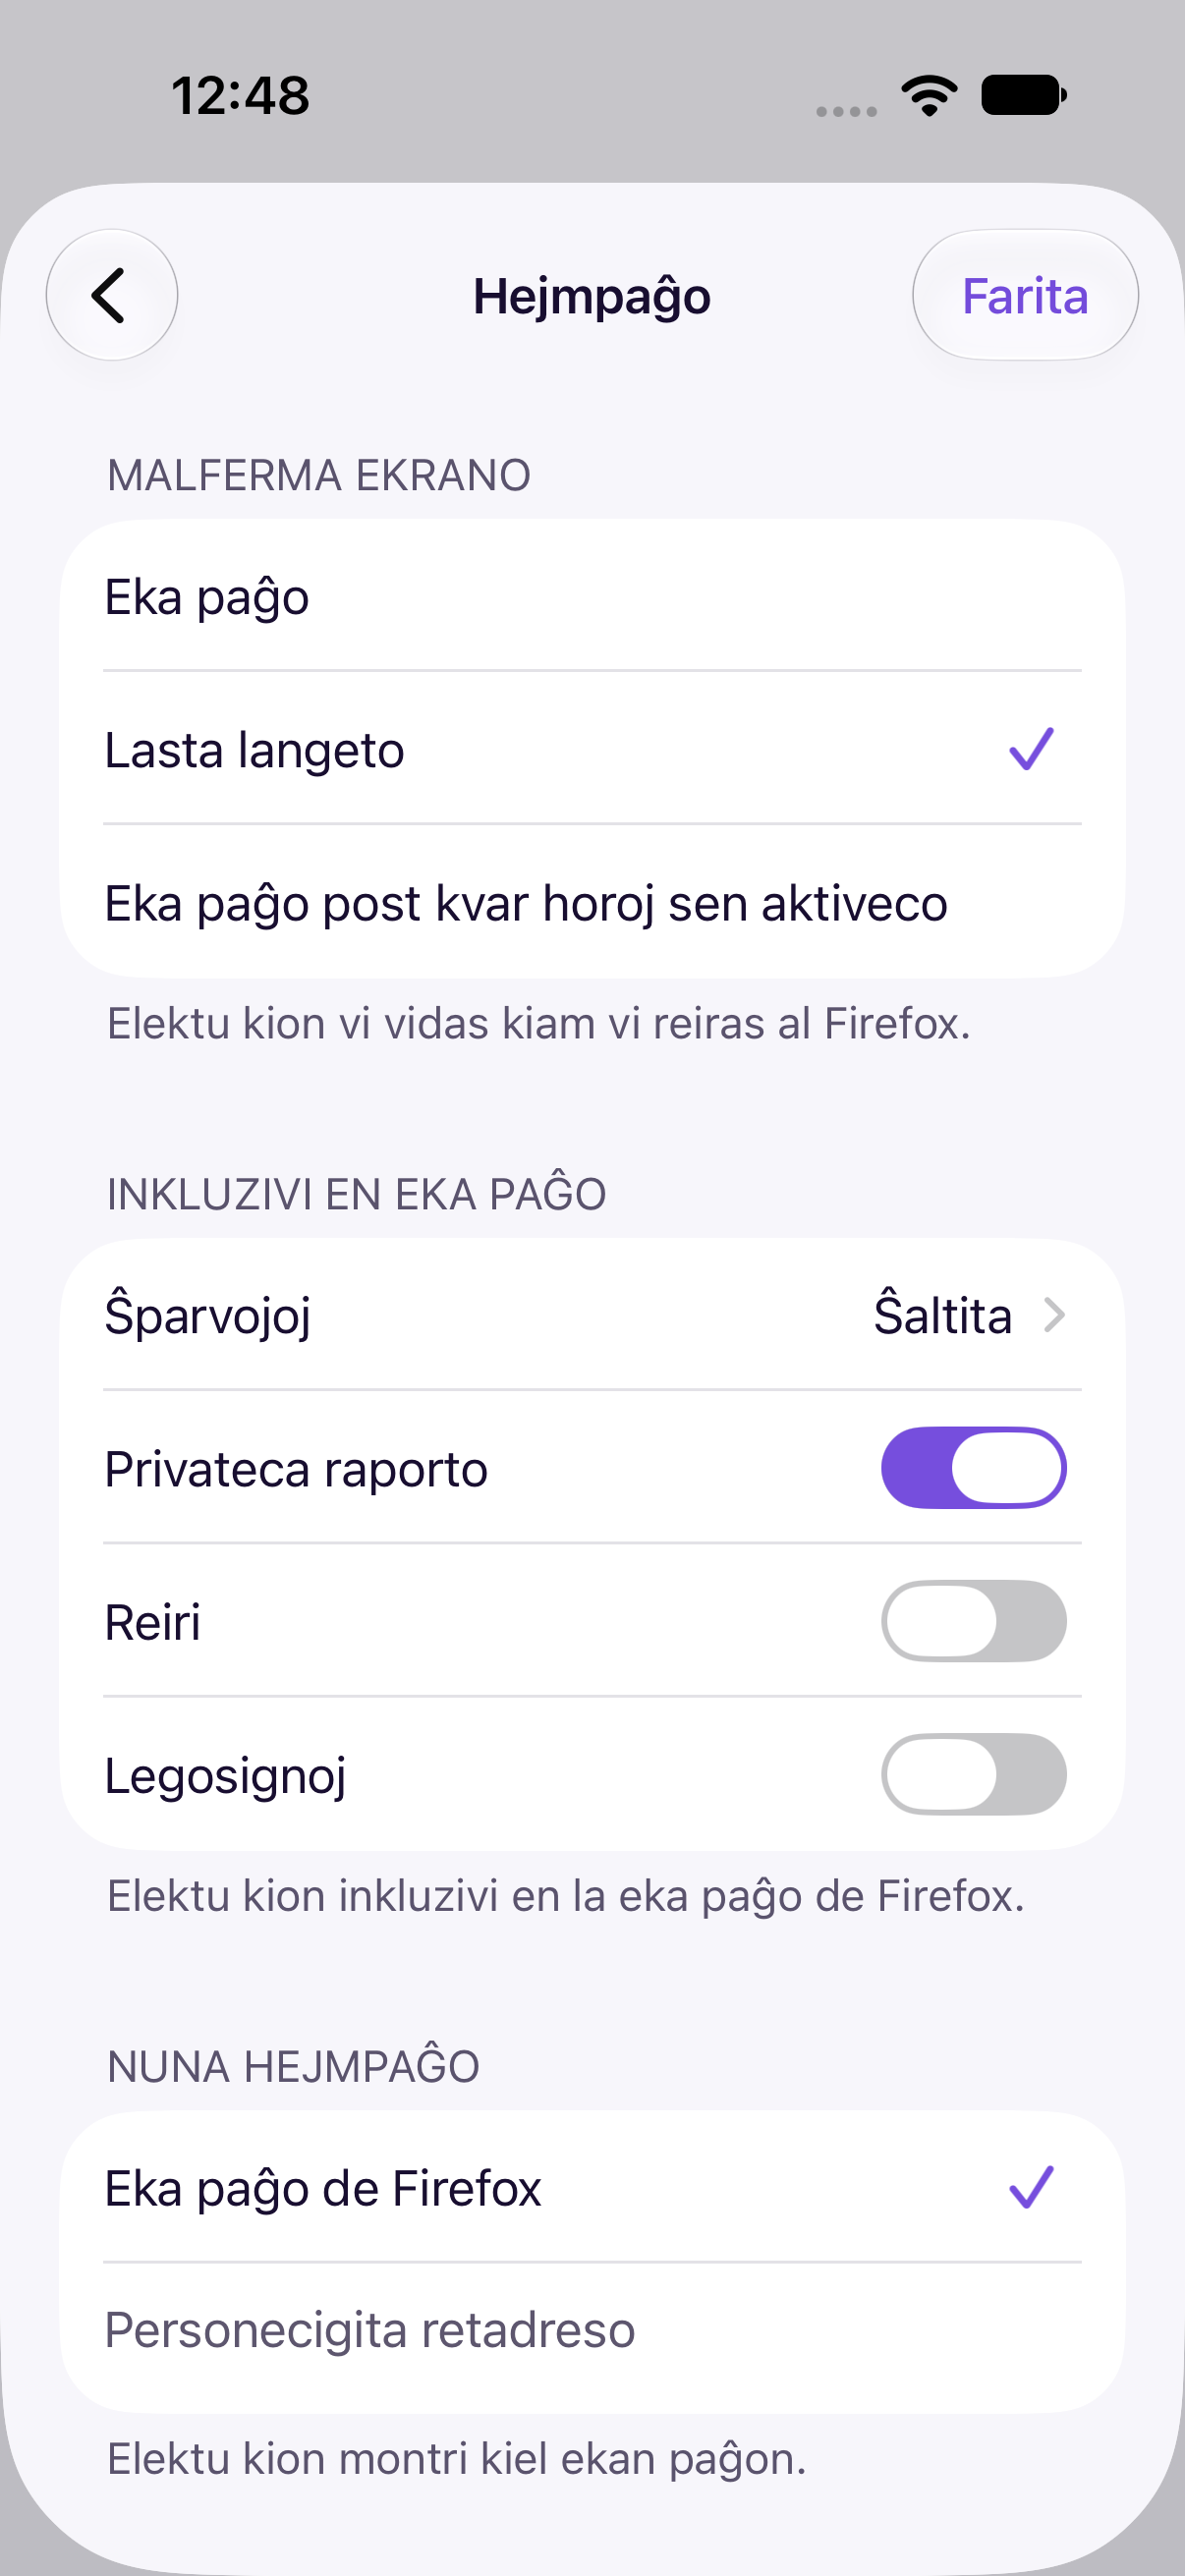 12:48
Hejmpaĝo
Farita
MALFERMA EKRANO
Eka paĝo
Lasta langeto
Eka paĝo post kvar horoj sen aktiveco
Elektu kion vi vidas kiam vi reiras al Firefox.
INKLUZIVI EN EKA PAĜO
Ŝparvojoj Ŝaltita
Privateca raporto
Reiri
Legosignoj
Elektu kion inkluzivi en la eka paĝo de Firefox.
NUNA HEJMPAĜO
Eka paĝo de Firefox
Personecigita retadreso
Elektu kion montri kiel ekan paĝon.